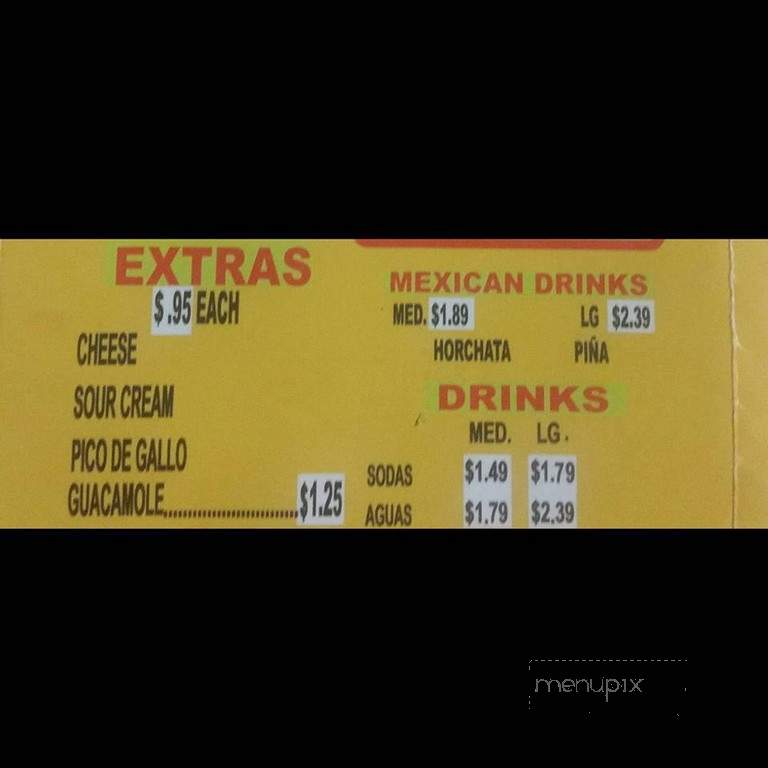 EXTRAS
$.95 EACH
CHEESE
SOUR CREAM
PICO DE GALLO
GUACAMOLE..............................$1.25
MEXICAN DRINKS
MED. $1.89 LG $2.39
HORCHATA PIÑA
DRINKS
MED. LG.
SODAS $1.49 $1.79
AGUAS $1.79 $2.39
menupix